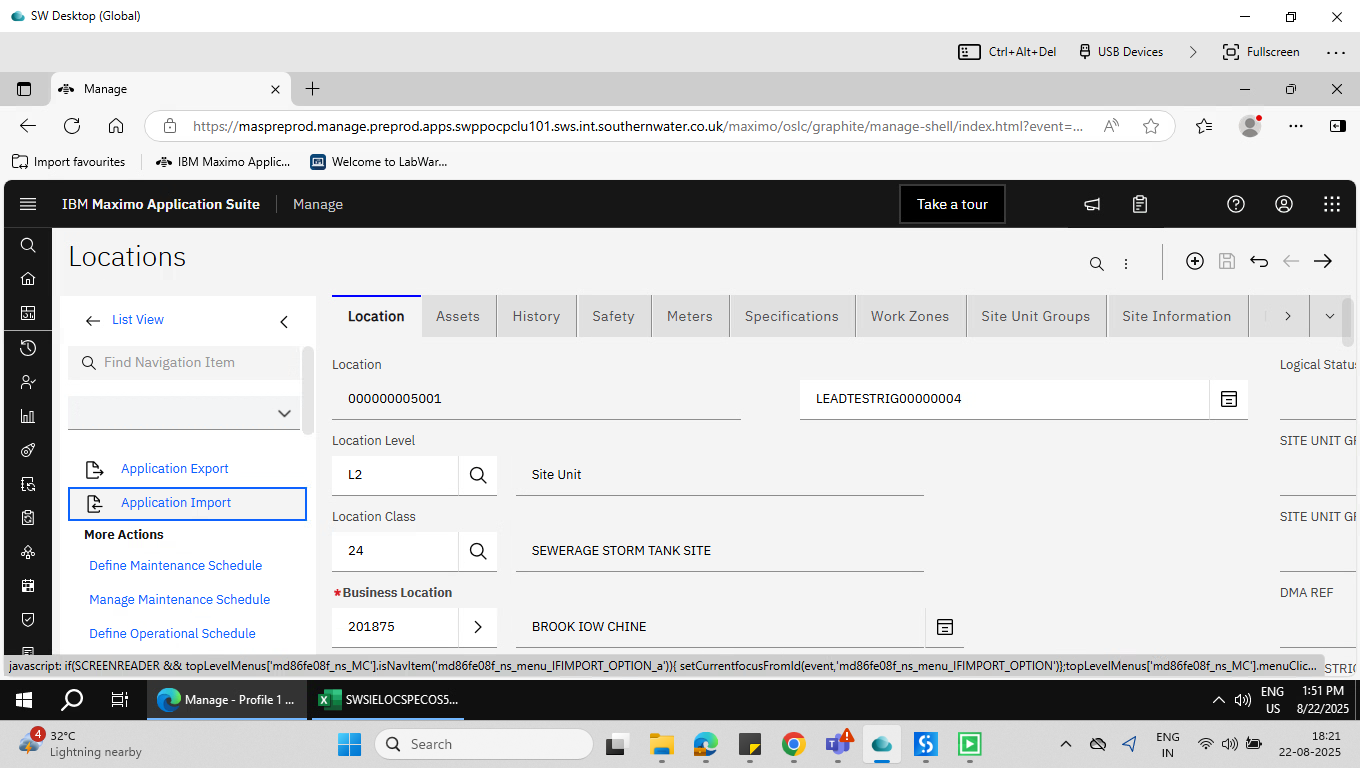 SW Desktop (Global)
Ctrl+Alt+Del
USB Devices
Fullscreen
Manage
https://maspreprod.manage.preprod.apps.swppocpclu101.sws.int.southernwater.co.uk/maximo/oslc/graphite/manage-shell/index.html?event=...
Import favourites
IBM Maximo Applic...
Welcome to LabWar...
IBM Maximo Application Suite
Manage
Take a tour
Locations
List View
Find Navigation Item
Application Export
Application Import
More Actions
Define Maintenance Schedule
Manage Maintenance Schedule
Define Operational Schedule
Location Assets History Safety Meters Specifications Work Zones Site Unit Groups Site Information
Location
000000005001
LEADTESTRIG00000004
Logical Status
Location Level
L2
Site Unit
SITE UNIT GR
Location Class
24
SEWERAGE STORM TANK SITE
SITE UNIT GR
*Business Location
201875
BROOK IOW CHINE
DMA REF
STRIC
javascript: if(SCREENREADER && topLevelMenus['md86fe08f_ns_MC'].isNavItem('md86fe08f_ns_menu_IFIMPORT_OPTION_a')){ setCurrentfocusFromId(event,'md86fe08f_ns_menu_IFIMPORT_OPTION')};topLevelMenus['md86fe08f_ns_MC'].menuClic...
Manage - Profile 1 ...
SWSIELOCSPECOS5...
ENG
US
1:51 PM
8/22/2025
4
32°C
Lightning nearby
Search
ENG
IN
18:21
22-08-2025